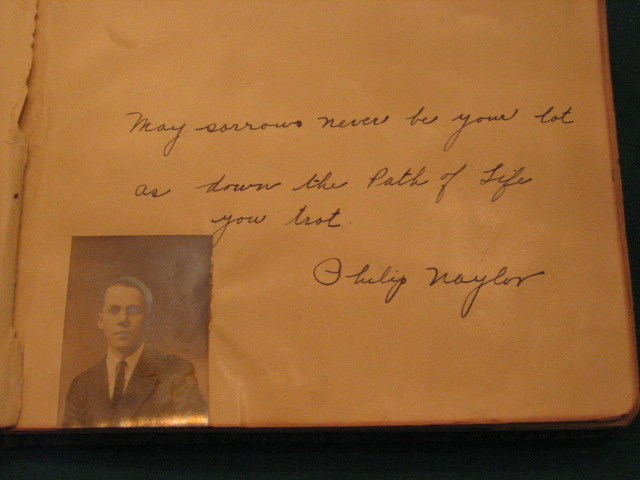 May sorrows never be your lot
as down the Path of Life
you trot.
Philip Naylor